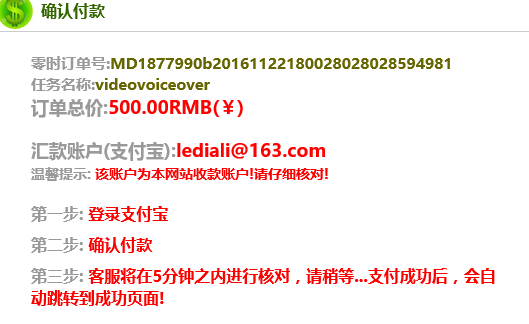 确认付款
零时订单号:MD1877990b20161122180028028028594981
任务名称:videovoiceover
订单总价:500.00RMB(￥)
汇款账户(支付宝):lediali@163.com
温馨提示: 该账户为本网站收款账户!请仔细核对!
第一步: 登录支付宝
第二步: 确认付款
第三步: 客服将在5分钟之内进行核对，请稍等...支付成功后，会自
动跳转到成功页面!